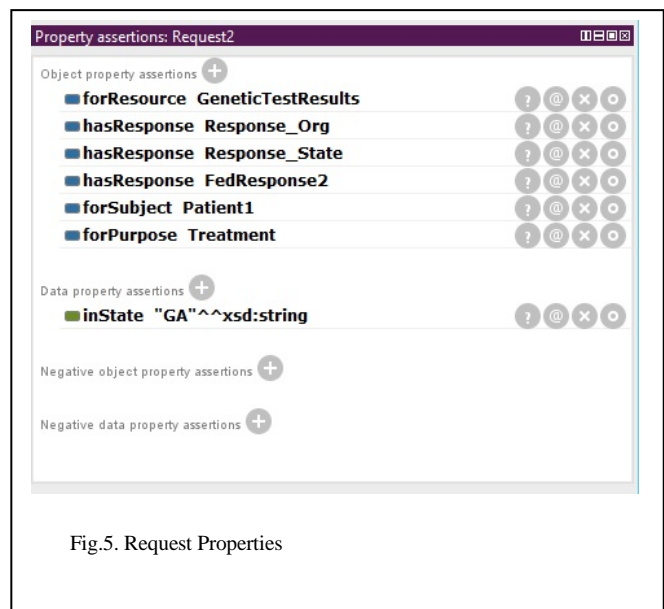 Property assertions: Request2
Object property assertions
forResource GeneticTestResults
hasResponse Response_Org
hasResponse Response_State
hasResponse FedResponse2
forSubject Patient1
forPurpose Treatment
Data property assertions
inState "GA"^^xsd:string
Negative object property assertions
Negative data property assertions
Fig.5. Request Properties